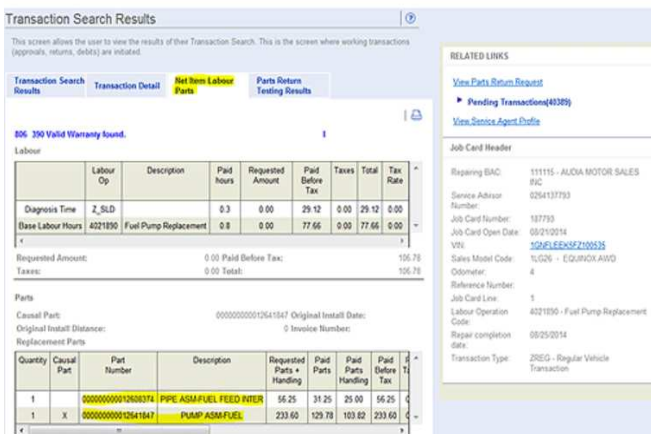 Transaction Search Results
This screen allows the user to view the results of their Transaction Search. This is the screen where working transactions
(approvals, returns, debits) are initiated.
Transaction Search Results
Transaction Detail
Net Item Labour Parts
Parts Return Testing Results
806 390 Valid Warranty found. 1
Labour
Labour Op Description Paid hours Requested Amount Paid Before Tax Taxes Total Tax Rate
Diagnosis Time Z_SLD 0.3 0.00 29.12 0.00 29.12 0.00
Base Labour Hours 4021890 Fuel Pump Replacement 0.8 0.00 77.66 0.00 77.66 0.00
Requested Amount: 0.00 Paid Before Tax: 106.78
Taxes: 0.00 Total: 106.78
Parts
Causal Part: 000000000012641847 Original Install Date:
Original Install Distance: 0 Invoice Number:
Replacement Parts
Quantity Causal Part Part Number Description Requested Parts + Handling Paid Parts Paid Parts Handling Paid Before Tax
1 000000000012608374 PIPE ASM-FUEL FEED INTER 56.25 31.25 25.00 56.25
1 X 000000000012641847 PUMP ASM-FUEL 233.60 129.78 103.82 233.60
RELATED LINKS
View Parts Return Request
Pending Transactions(40389)
View Service Agent Profile
Job Card Header
Repairing BAC: 111115 - AUDIA MOTOR SALES INC
Service Advisor Number: 0264137793
Job Card Number: 187793
Job Card Open Date: 08/21/2014
VIN: 1GNFLEEK5FZ100535
Sales Model Code: 1LG26 - EQUINOX AWD
Odometer: 4
Reference Number:
Job Card Line: 1
Labour Operation Code: 4021890 - Fuel Pump Replacement
Repair completion date: 08/25/2014
Transaction Type: ZREG - Regular Vehicle Transaction